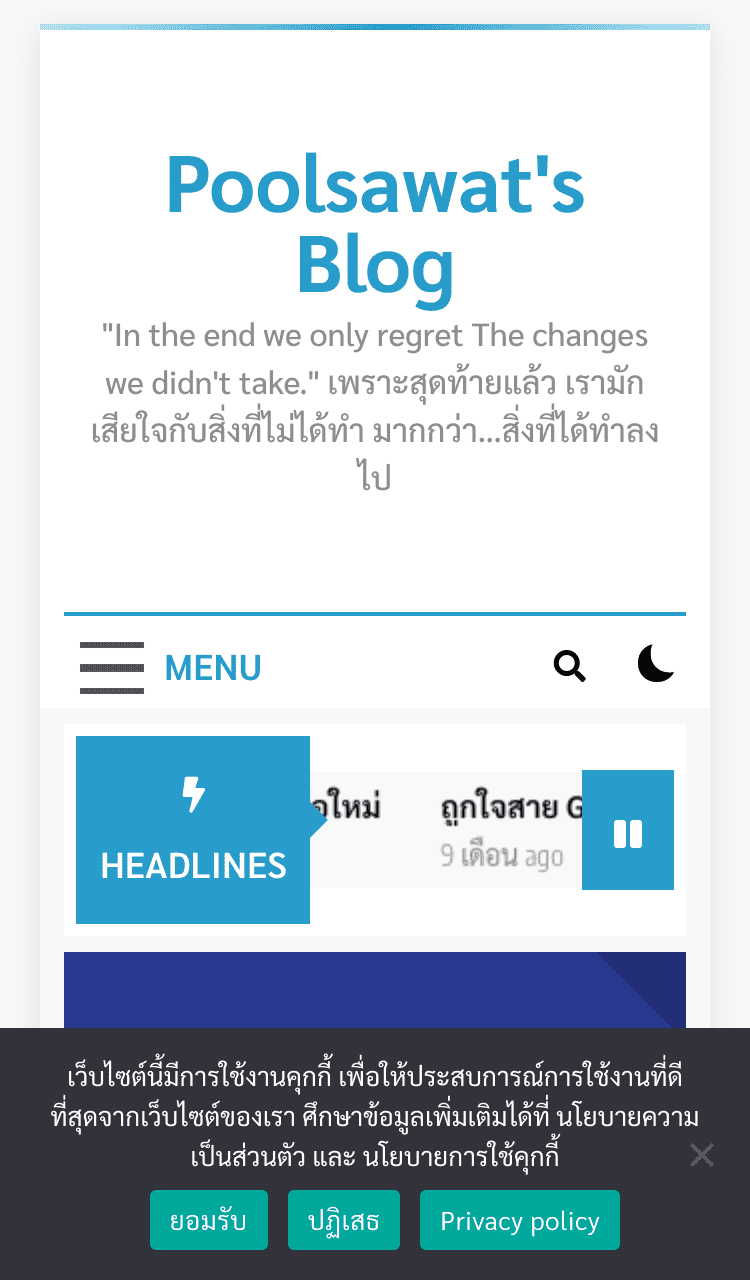 Poolsawat's
Blog
"In the end we only regret The changes
we didn't take." เพราะสุดท้ายแล้ว เรามัก
เสียใจกับสิ่งที่ไม่ได้ทำ มากกว่า...สิ่งที่ได้ทำลง
ไป
MENU
HEADLINES
ใหม่ ถูกใจสาย G
9 เดือน ago
เว็บไซต์นี้มีการใช้งานคุกกี้ เพื่อให้ประสบการณ์การใช้งานที่ดี
ที่สุดจากเว็บไซต์ของเรา ศึกษาข้อมูลเพิ่มเติมได้ที่ นโยบายความ
เป็นส่วนตัว และ นโยบายการใช้คุกกี้
ยอมรับ ปฏิเสธ Privacy policy